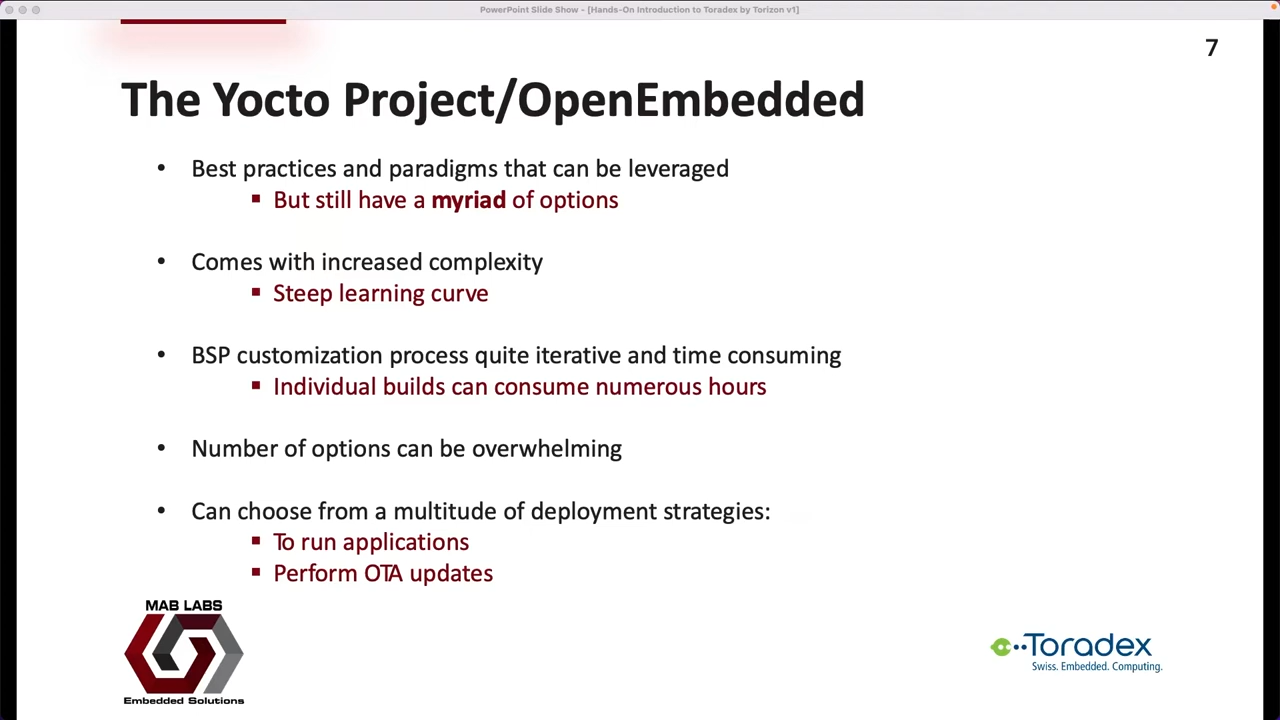 PowerPoint Slide Show - [Hands-On Introduction to Toradex by Torizon v1]
7
The Yocto Project/OpenEmbedded
• Best practices and paradigms that can be leveraged
▪ But still have a myriad of options
• Comes with increased complexity
▪ Steep learning curve
• BSP customization process quite iterative and time consuming
▪ Individual builds can consume numerous hours
• Number of options can be overwhelming
• Can choose from a multitude of deployment strategies:
▪ To run applications
▪ Perform OTA updates
MAB LABS
Embedded Solutions
Toradex
Swiss. Embedded. Computing.